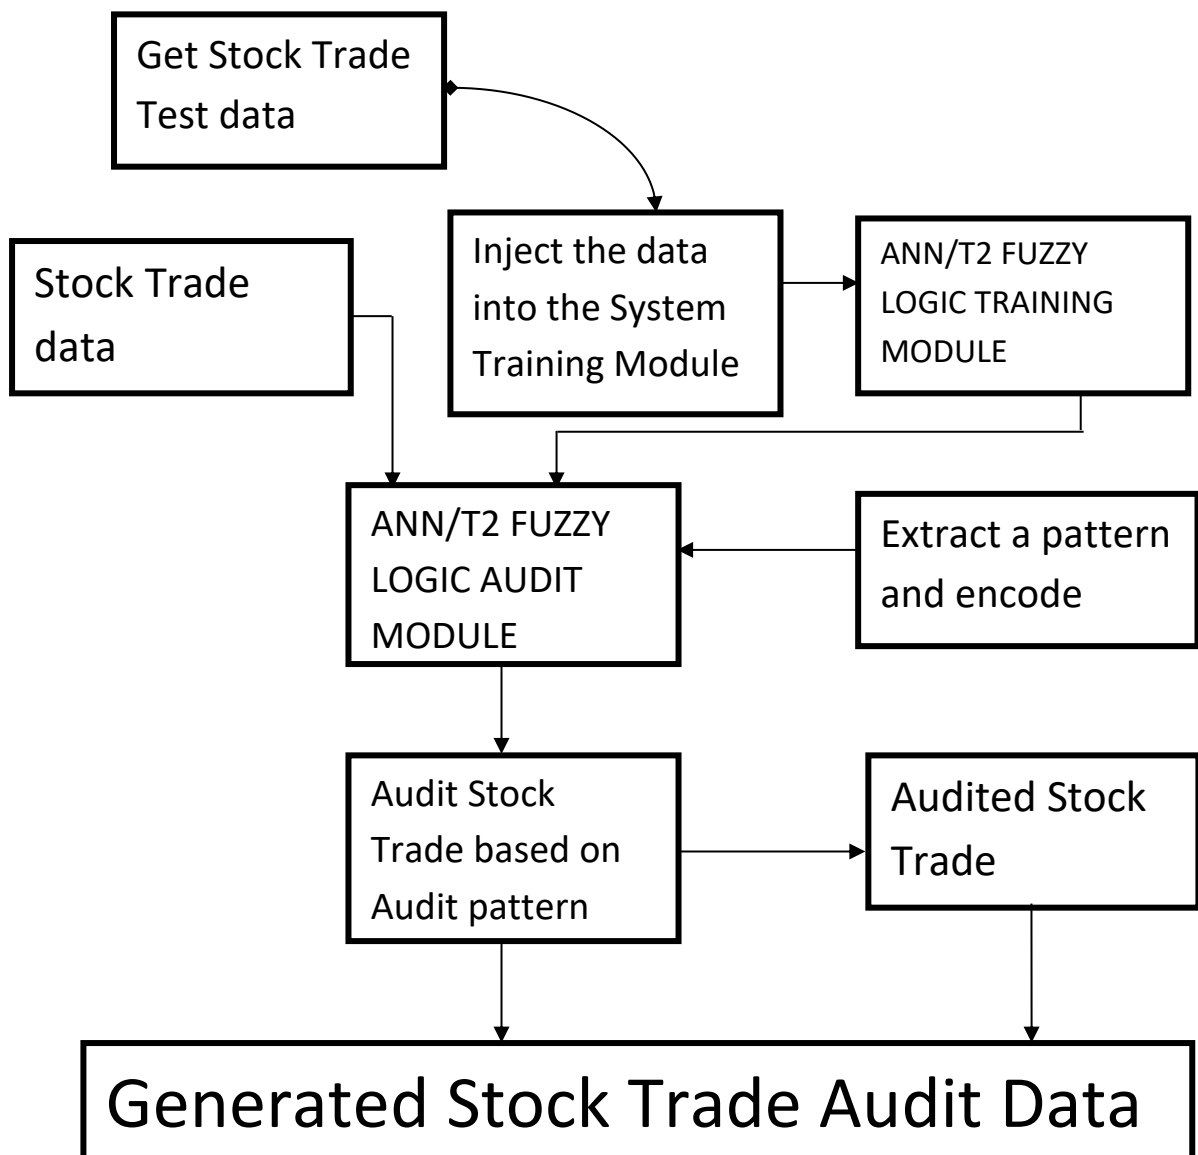 Get Stock Trade
Test data
Inject the data
into the System
Training Module
ANN/T2 FUZZY
LOGIC TRAINING
MODULE
Stock Trade
data
ANN/T2 FUZZY
LOGIC AUDIT
MODULE
Extract a pattern
and encode
Audit Stock
Trade based on
Audit pattern
Audited Stock
Trade
Generated Stock Trade Audit Data